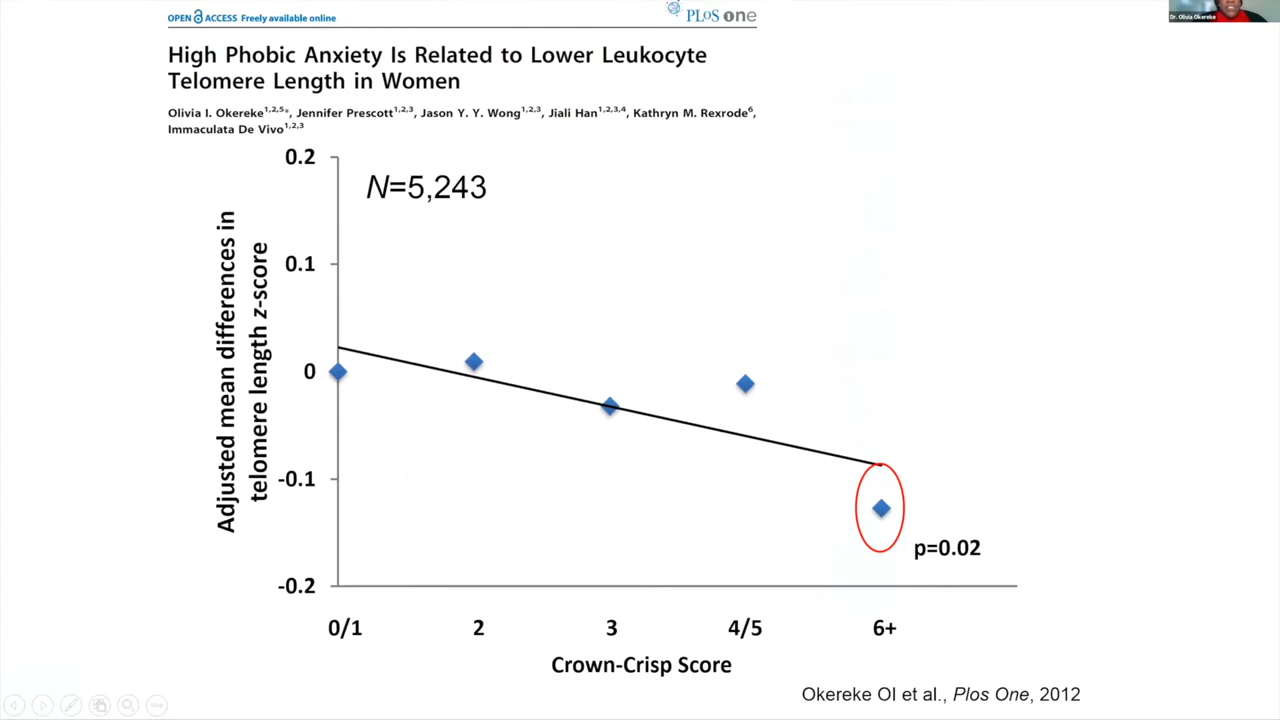 OPEN ACCESS Freely available online
PLoS one
Dr. Olivia Okereke
High Phobic Anxiety Is Related to Lower Leukocyte
Telomere Length in Women
Olivia I. Okereke1,2,5*, Jennifer Prescott1,2,3, Jason Y. Y. Wong1,2,3, Jiali Han1,2,3,4, Kathryn M. Rexrode6,
Immaculata De Vivo1,2,3
N=5,243
Adjusted mean differences in
telomere length z-score
0.2
0.1
0
-0.1
-0.2
p=0.02
0/1 2 3 4/5 6+
Crown-Crisp Score
Okereke OI et al., Plos One, 2012